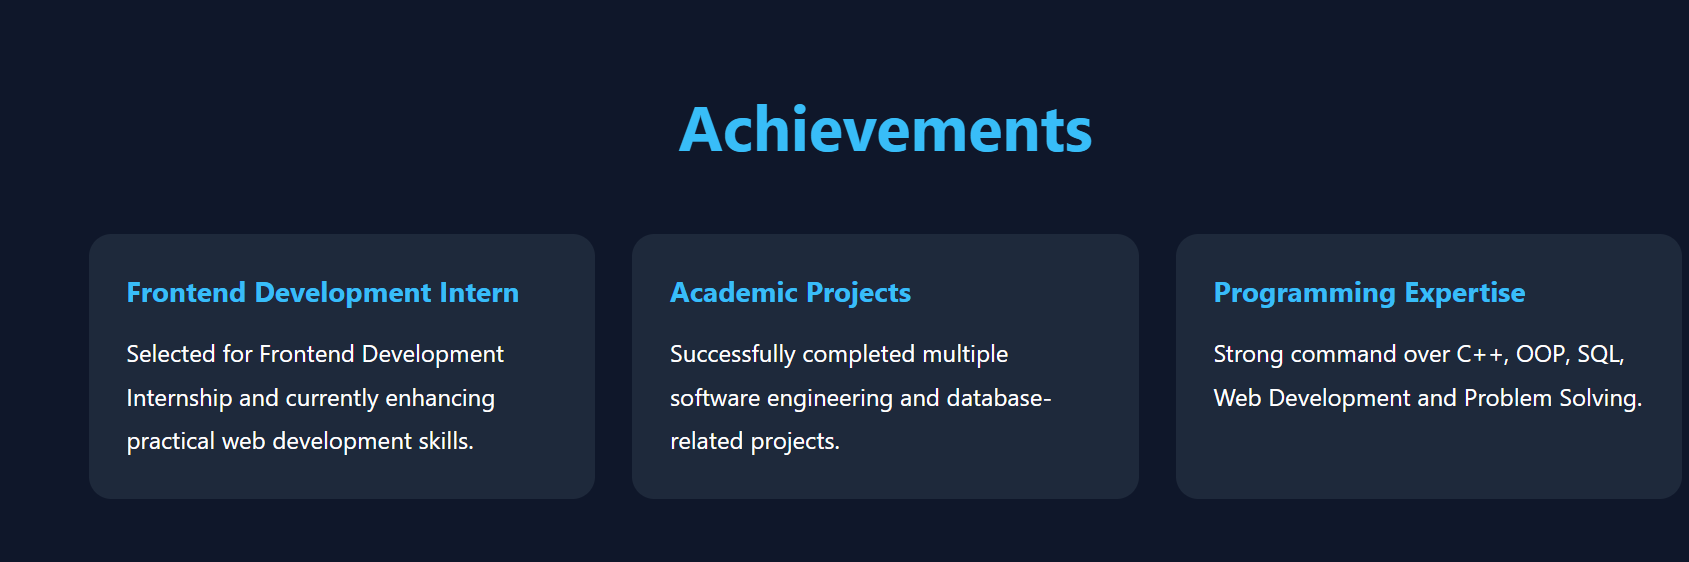 Achievements
Frontend Development Intern
Selected for Frontend Development
Internship and currently enhancing
practical web development skills.
Academic Projects
Successfully completed multiple
software engineering and database-
related projects.
Programming Expertise
Strong command over C++, OOP, SQL,
Web Development and Problem Solving.